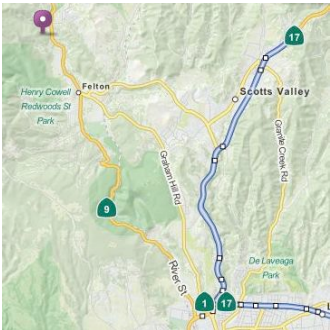 17
Felton
Scotts Valley
Henry Cowell
Redwoods St
Park
Graham Hill Rd
Granite Creek Rd
9
De Laveaga
Park
River St
1
17